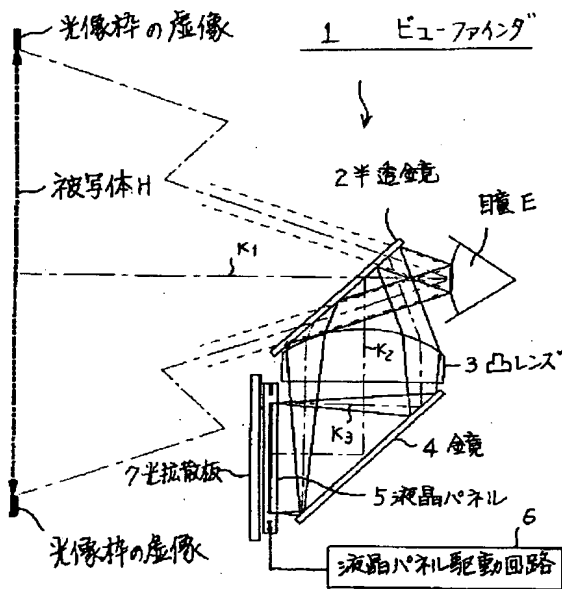 光像枠の虚像
1 ビューファインダ
被写体H
2半透鏡
目瞳E
K1
K2
3凸レンズ
K3
4鏡
7光拡散板
5液晶パネル
6
光像枠の虚像
液晶パネル駆動回路